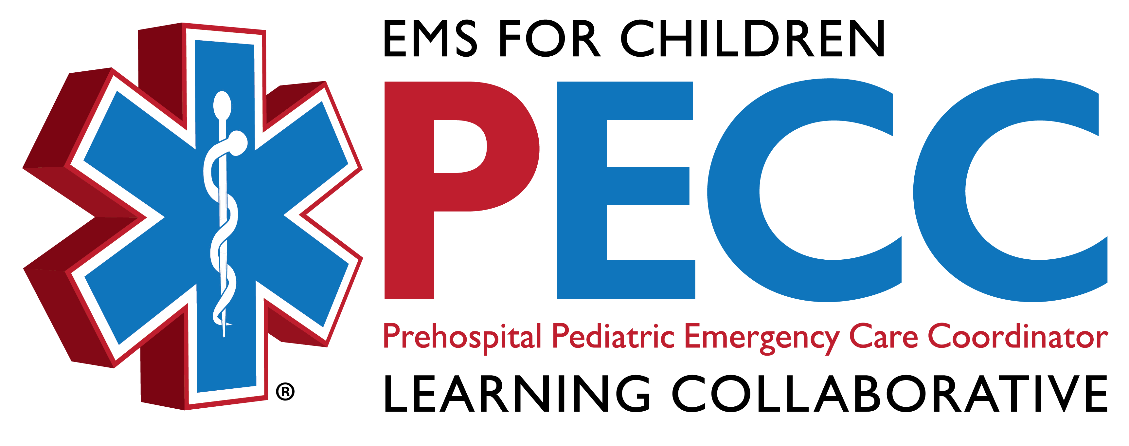 EMS FOR CHILDREN
PECC
Prehospital Pediatric Emergency Care Coordinator
LEARNING COLLABORATIVE
®